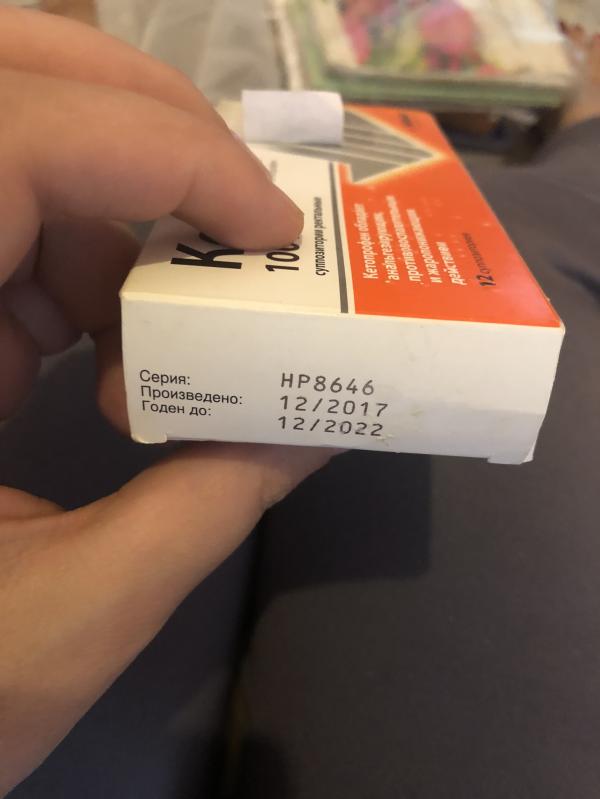 К
100
суппозитории ректальные
Кетопрофен обладает
анальгезирующим,
противовоспалительным
и жаропонижающим
действием
12 суппозиториев
Серия: HP8646
Произведено: 12/2017
Годен до: 12/2022